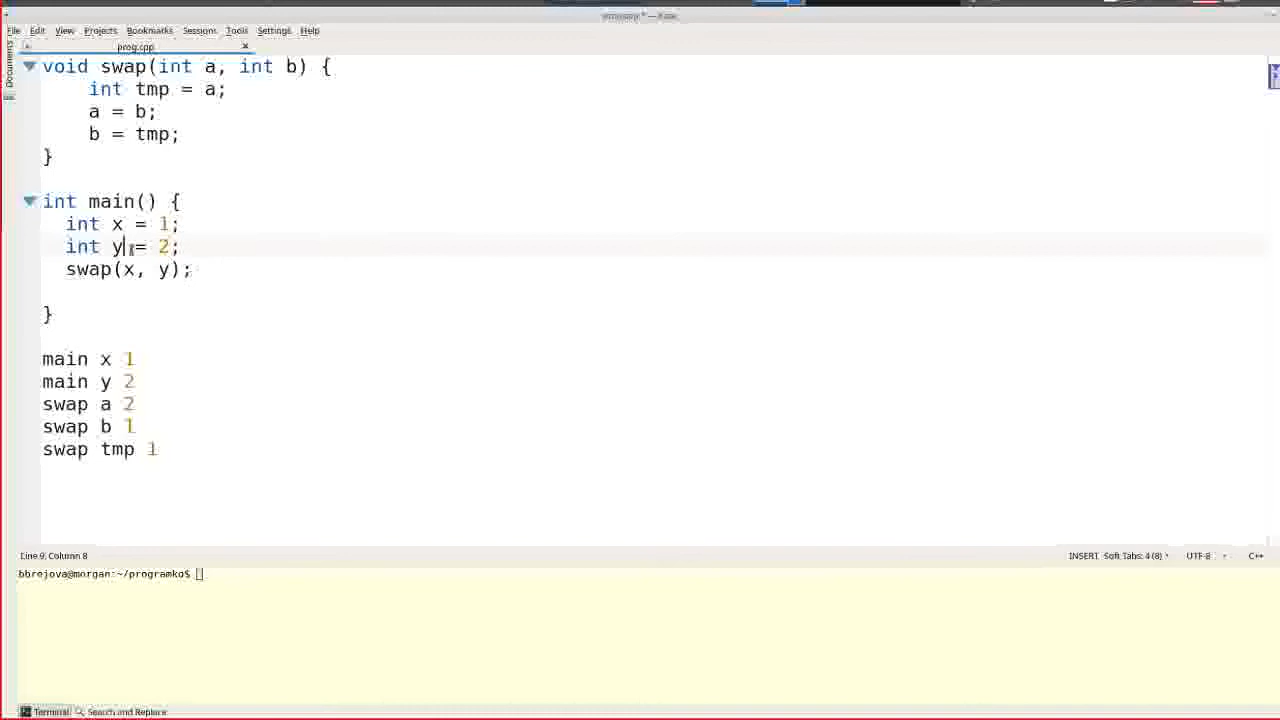 File Edit View Projects Bookmarks Sessions Tools Settings Help
prog.cpp
Documents
void swap(int a, int b) {
    int tmp = a;
    a = b;
    b = tmp;
}
int main() {
  int x = 1;
  int y = 2;
  swap(x, y);
}
main x 1
main y 2
swap a 2
swap b 1
swap tmp 1
Line 9, Column 8
INSERT Soft Tabs: 4 (8) UTF-8 C++
bbrejova@morgan:~/programko$
Terminal Search and Replace